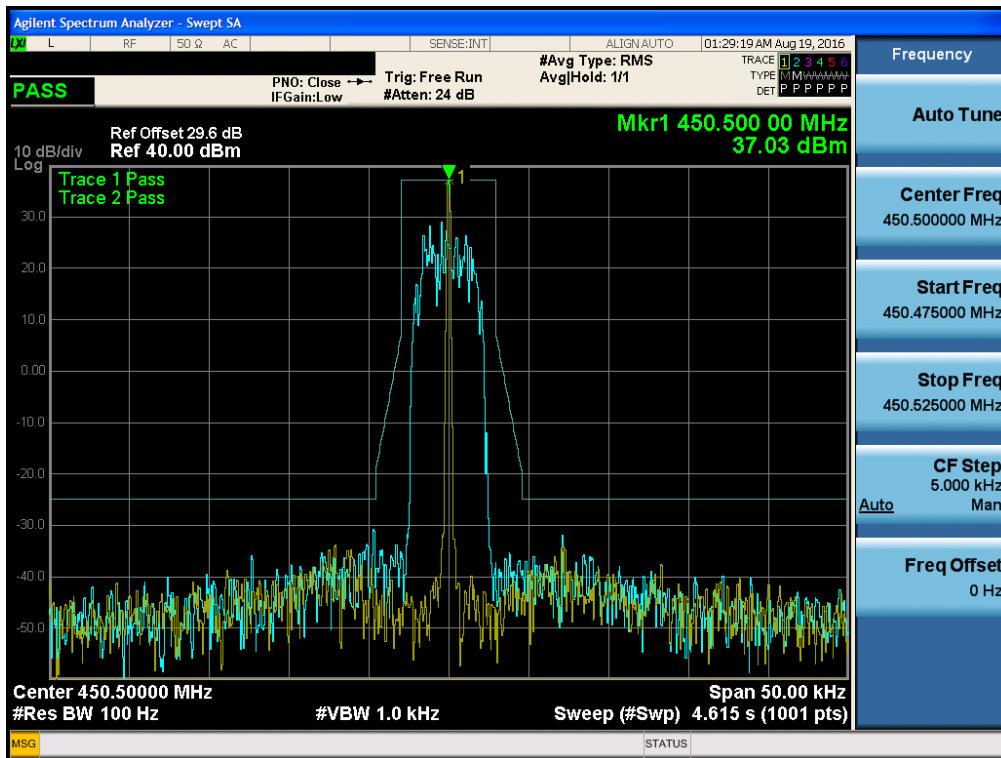 Agilent Spectrum Analyzer - Swept SA
LXI L RF 50 Ω AC SENSE:INT ALIGN AUTO 01:29:19 AM Aug 19, 2016
Frequency
PASS
PNO: Close
IFGain:Low
Trig: Free Run
#Atten: 24 dB
#Avg Type: RMS
Avg|Hold: 1/1
TRACE 1 2 3 4 5 6
TYPE M M W W W W
DET P P P P P P
Auto Tune
Mkr1 450.500 00 MHz
37.03 dBm
Ref Offset 29.6 dB
10 dB/div Ref 40.00 dBm
Log
Trace 1 Pass
Trace 2 Pass
1
30.0
20.0
10.0
0.00
-10.0
-20.0
-30.0
-40.0
-50.0
Center Freq
450.500000 MHz
Start Freq
450.475000 MHz
Stop Freq
450.525000 MHz
CF Step
5.000 kHz
Auto Man
Freq Offset
0 Hz
Center 450.50000 MHz Span 50.00 kHz
#Res BW 100 Hz #VBW 1.0 kHz Sweep (#Swp) 4.615 s (1001 pts)
MSG STATUS